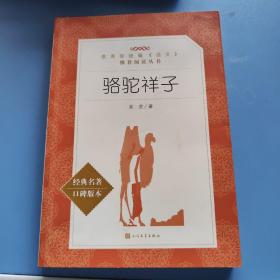 教育部统编《语文》
推荐阅读丛书
骆驼祥子
老舍/著
经典名著
口碑版本
人民文学出版社